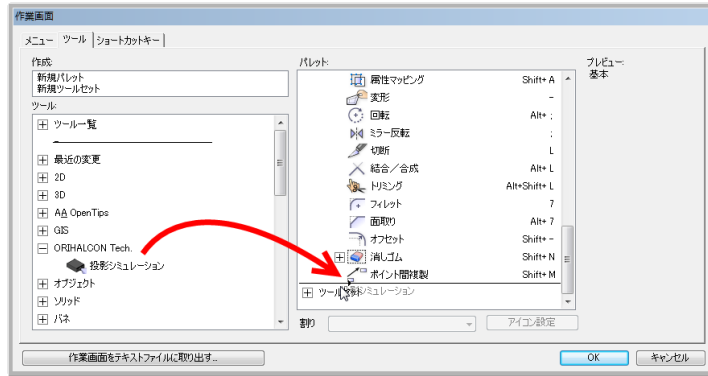 作業画面
メニュー ツール ショートカットキー
作成:
新規パレット
新規ツールセット
ツール:
ツール一覧
最近の変更
2D
3D
AA OpenTips
GIS
ORIHALCON Tech.
投影シミュレーション
オブジェクト
ソリッド
パネ
パレット:
属性マッピング Shift+ A
変形 -
回転 Alt+ ;
ミラー反転 ;
切断 L
結合/合成 Alt+ L
トリミング Alt+Shift+ L
フィレット 7
面取り Alt+ 7
オフセット Shift+ -
消しゴム Shift+ N
ポイント間複製 Shift+ M
割り
アイコン設定
プレビュー:
基本
作業画面をテキストファイルに取り出す...
OK キャンセル